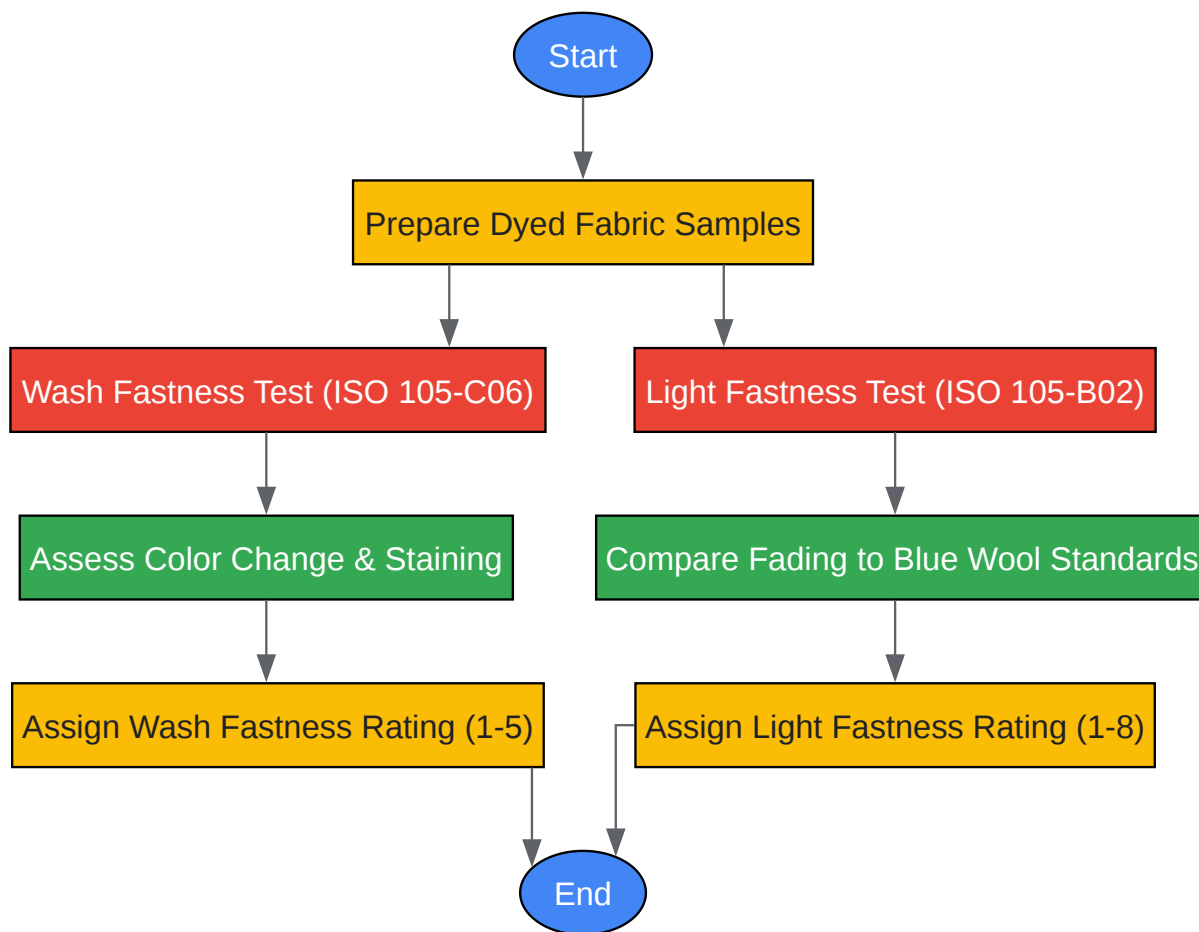 Start
Prepare Dyed Fabric Samples
Wash Fastness Test (ISO 105-C06)
Light Fastness Test (ISO 105-B02)
Assess Color Change & Staining
Compare Fading to Blue Wool Standards
Assign Wash Fastness Rating (1-5)
Assign Light Fastness Rating (1-8)
End